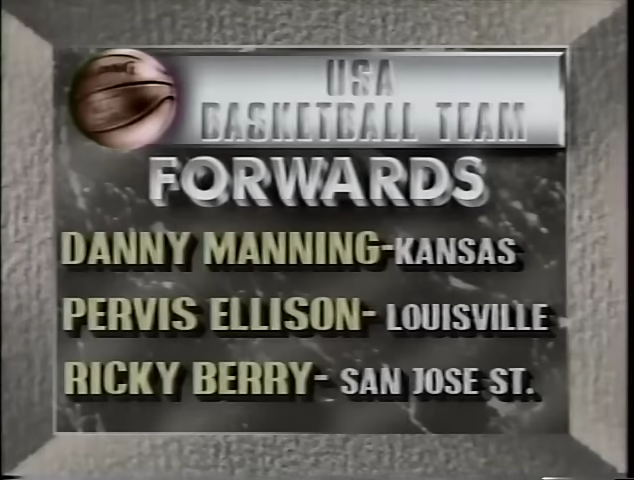 USA
BASKETBALL TEAM
FORWARDS
DANNY MANNING-KANSAS
PERVIS ELLISON- LOUISVILLE
RICKY BERRY- SAN JOSE ST.